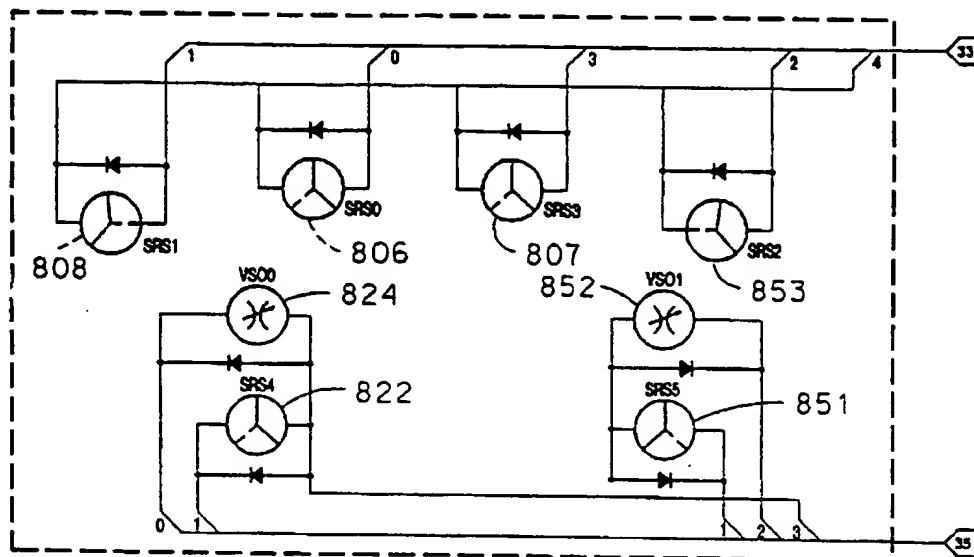 1 0 3 2 4 33
SRS1 SRS0 SRS3 SRS2
808 806 807 853
VSO0 824 852 VSO1
SRS4 822 SRS5 851
0 1 1 2 3 35